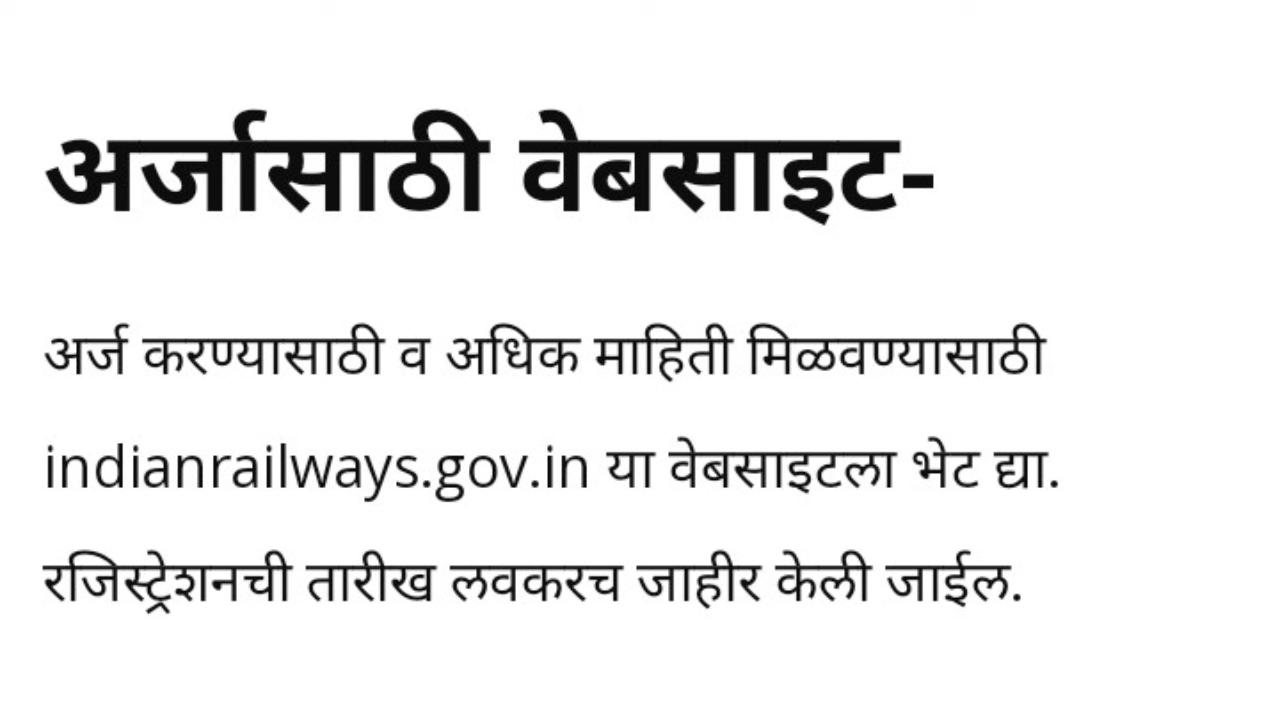 अर्जासाठी वेबसाइट-
अर्ज करण्यासाठी व अधिक माहिती मिळवण्यासाठी
indianrailways.gov.in या वेबसाइटला भेट द्या.
रजिस्ट्रेशनची तारीख लवकरच जाहीर केली जाईल.